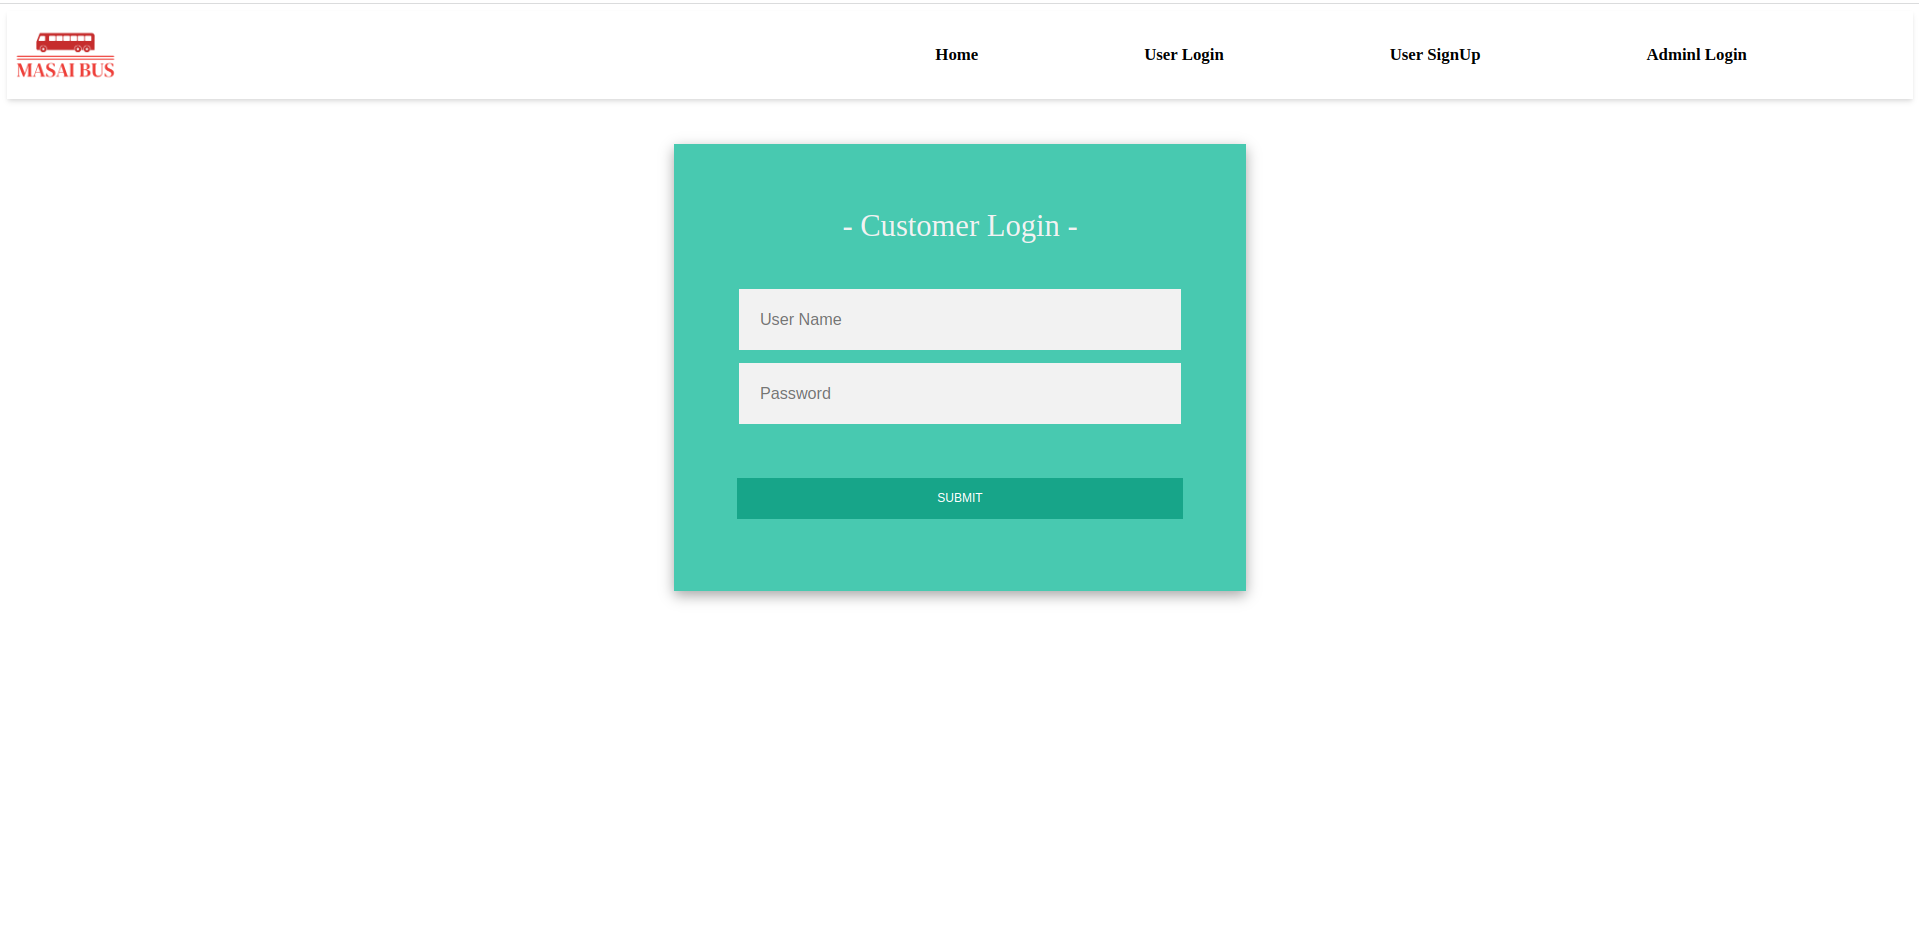 MASAI BUS
Home User Login User SignUp Adminl Login
- Customer Login -
User Name
Password
SUBMIT